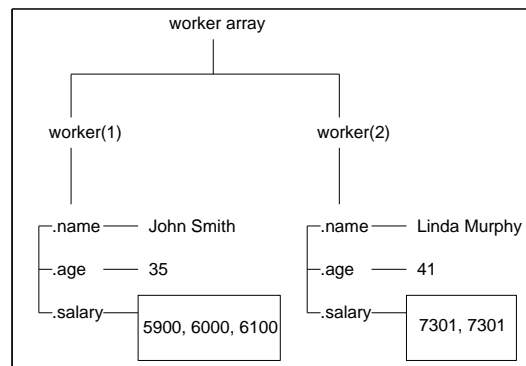 worker array
worker(1)
worker(2)
.name
John Smith
.age
35
.salary
5900, 6000, 6100
.name
Linda Murphy
.age
41
.salary
7301, 7301